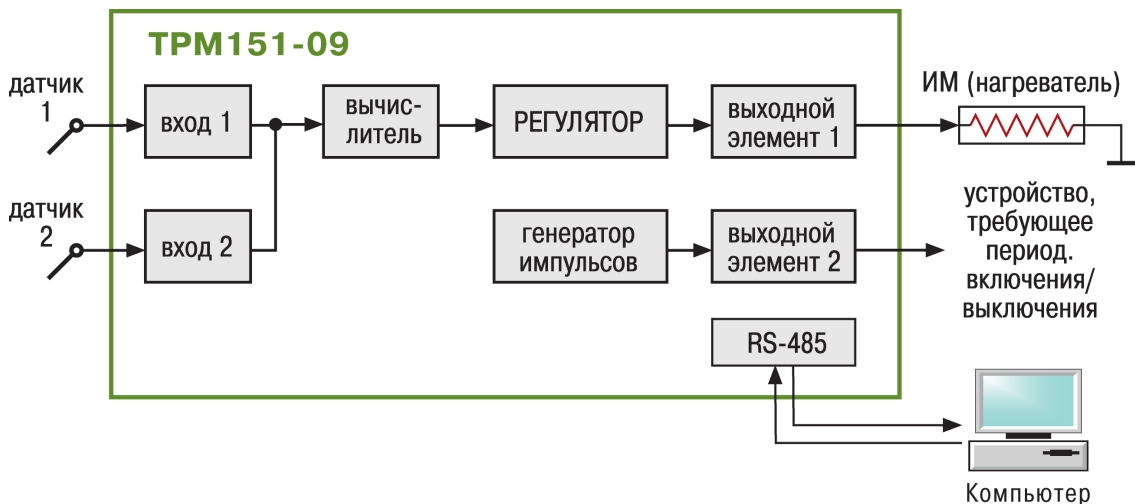 ТРМ151-09
датчик
1
вход 1
вычис-
литель
РЕГУЛЯТОР
выходной
элемент 1
ИМ (нагреватель)
датчик
2
вход 2
генератор
импульсов
выходной
элемент 2
устройство,
требующее
период.
включения/
выключения
RS-485
Компьютер